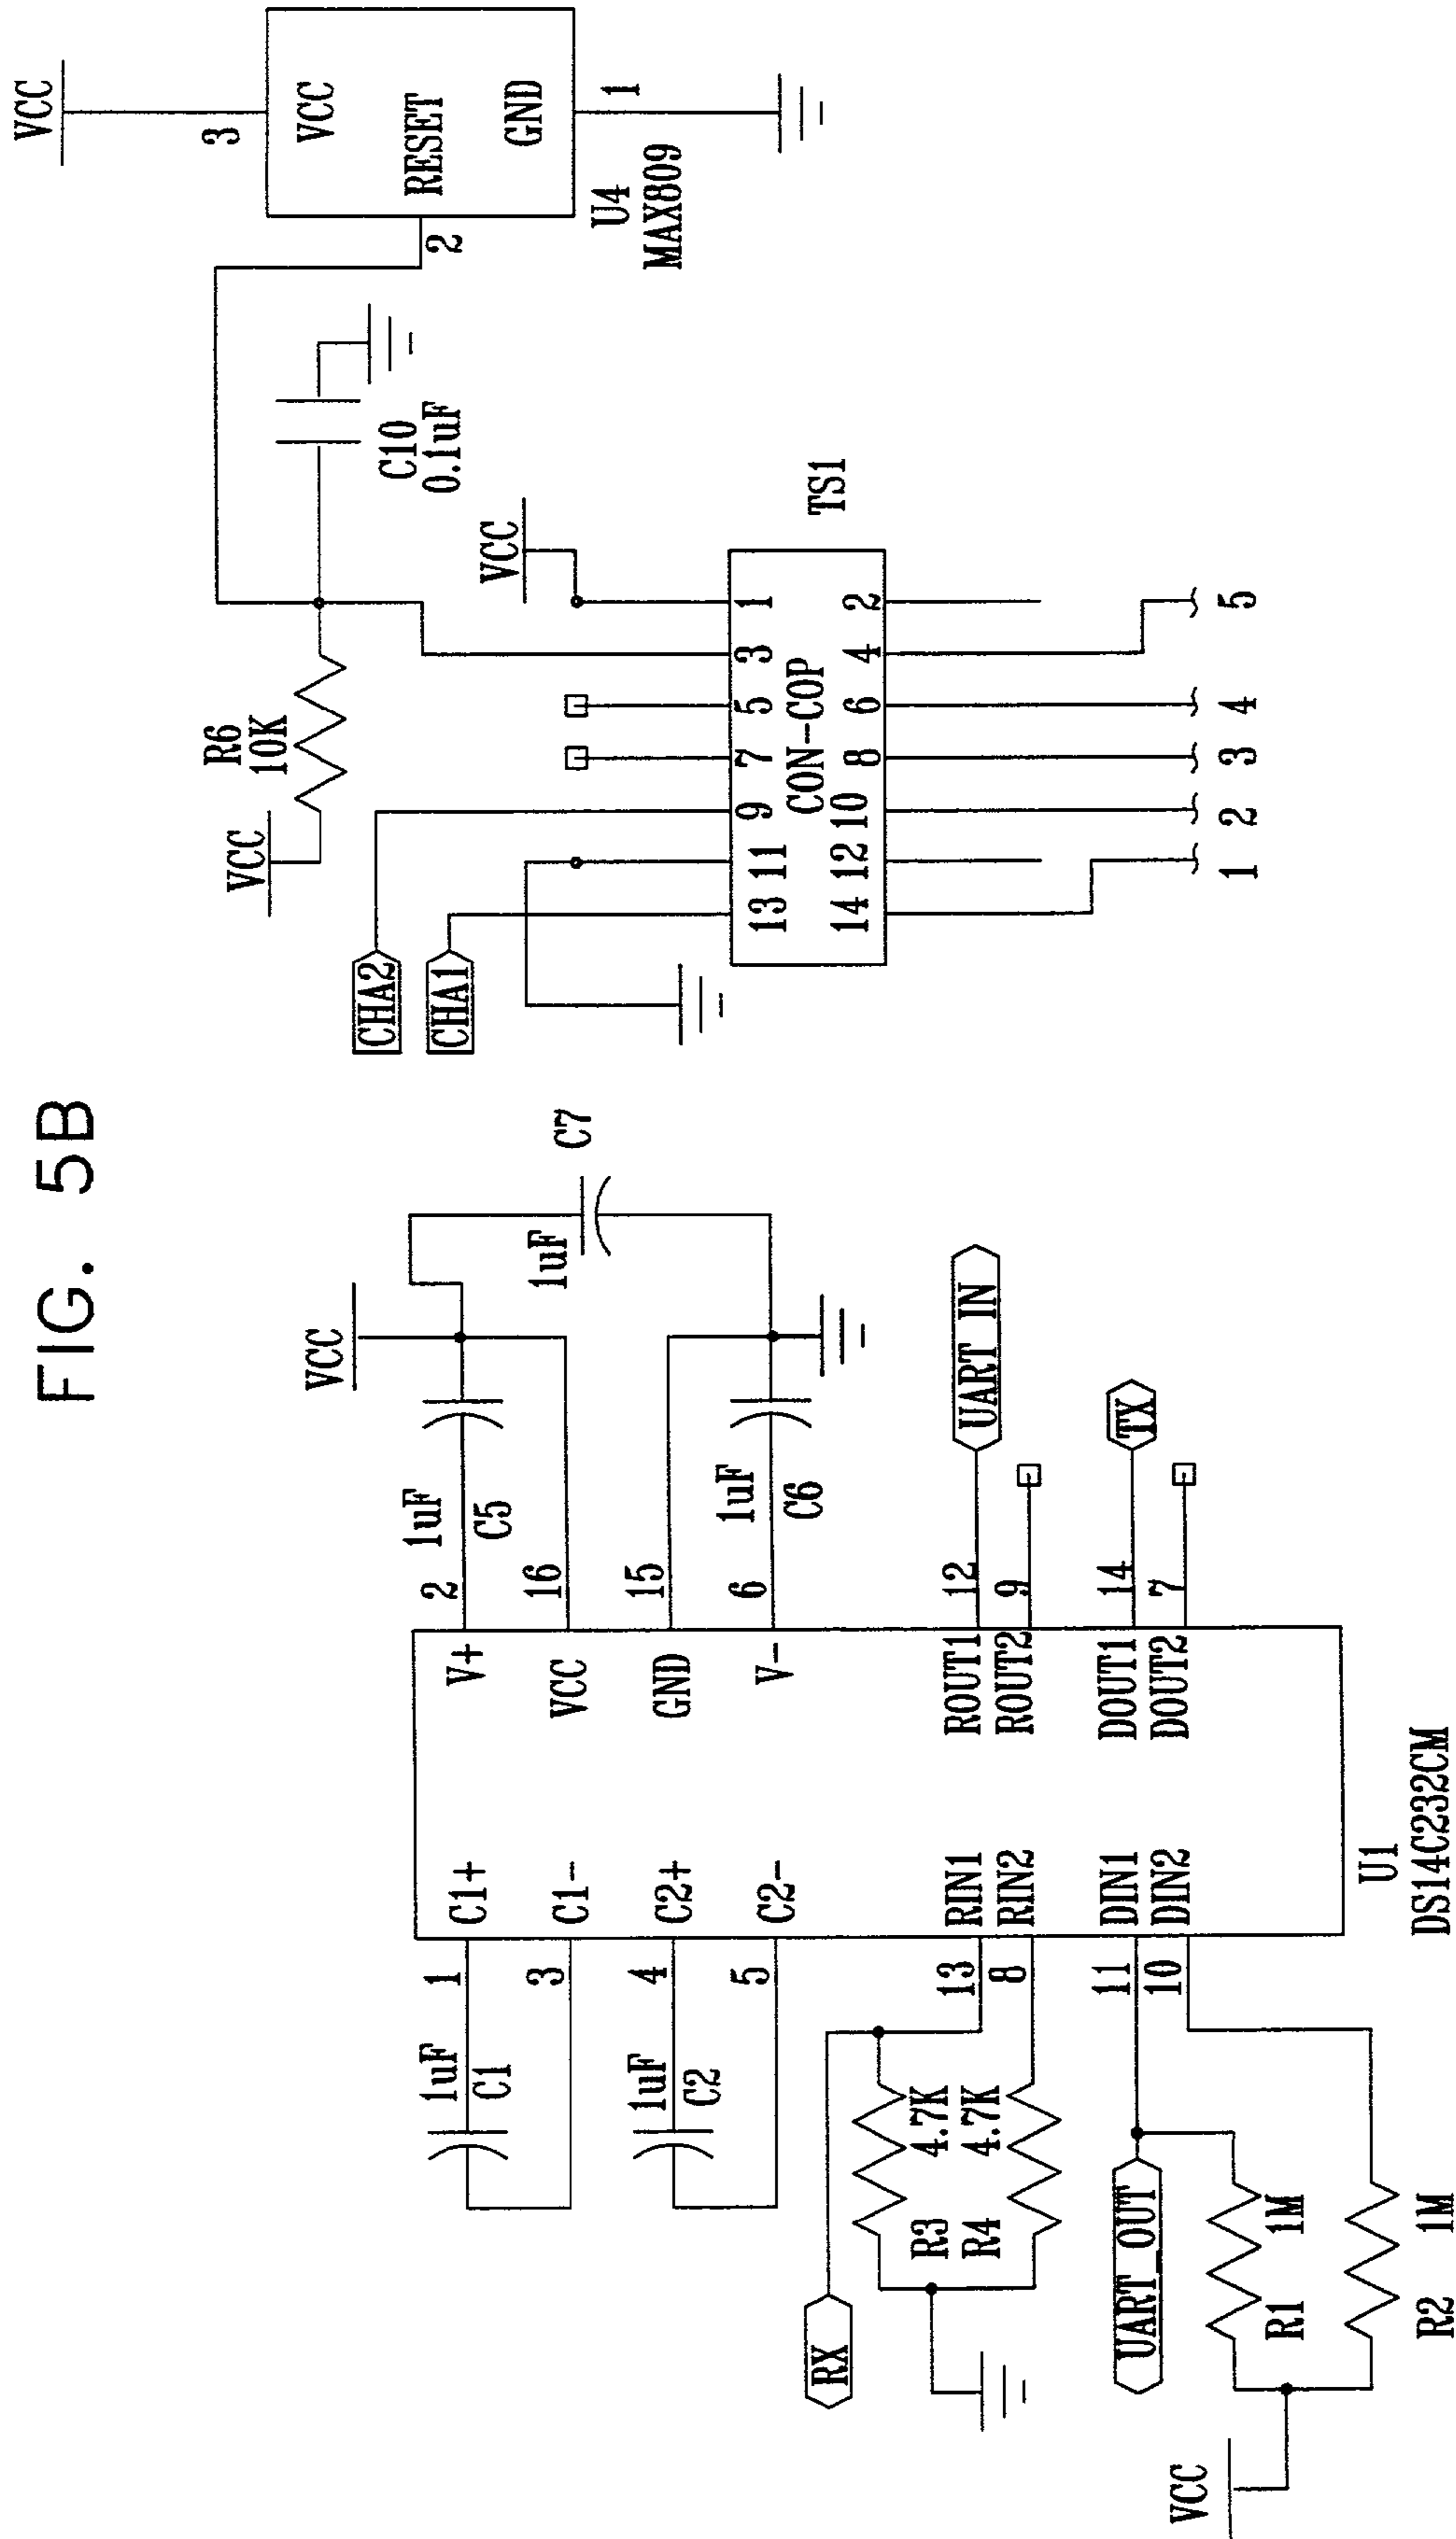 FIG. 5B
1uF
C1
1
3
1uF
C2
4
5
C1+
C1-
C2+
C2-
RIN1
RIN2
DIN1
DIN2
V+
VCC
GND
V-
ROUT1
ROUT2
DOUT1
DOUT2
2
16
15
6
12
9
14
7
13
8
11
10
1uF
C5
VCC
1uF
C7
1uF
C6
UART IN
TX
RX
4.7K
4.7K
R3
R4
UART_OUT
R1
1M
R2
1M
VCC
U1
DS14C232CM
CHA2
CHA1
VCC
R6
10K
C10
0.1uF
VCC
13
11
9
7
5
3
1
CON-COP
14
12
10
8
6
4
2
TS1
1
2
3
4
5
VCC
3
VCC
RESET
GND
2
1
U4
MAX809